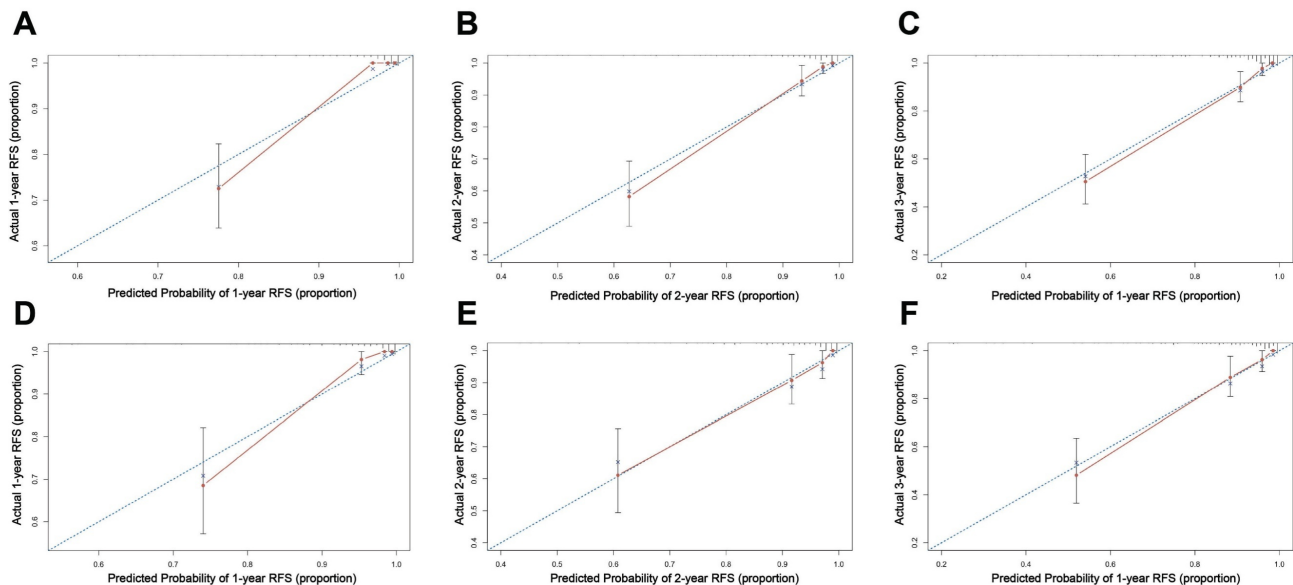 A
B
C
Actual 1-year RFS (proportion)
1.0
0.9
0.8
0.7
0.6
0.6 0.7 0.8 0.9 1.0
Predicted Probability of 1-year RFS (proportion)
Actual 2-year RFS (proportion)
1.0
0.9
0.8
0.7
0.6
0.5
0.4
0.4 0.5 0.6 0.7 0.8 0.9 1.0
Predicted Probability of 2-year RFS (proportion)
Actual 3-year RFS (proportion)
1.0
0.8
0.6
0.4
0.2
0.2 0.4 0.6 0.8 1.0
Predicted Probability of 1-year RFS (proportion)
D
E
F
Actual 1-year RFS (proportion)
1.0
0.9
0.8
0.7
0.6
0.6 0.7 0.8 0.9 1.0
Predicted Probability of 1-year RFS (proportion)
Actual 2-year RFS (proportion)
1.0
0.9
0.8
0.7
0.6
0.5
0.4
0.4 0.5 0.6 0.7 0.8 0.9 1.0
Predicted Probability of 2-year RFS (proportion)
Actual 3-year RFS (proportion)
1.0
0.8
0.6
0.4
0.2
0.2 0.4 0.6 0.8 1.0
Predicted Probability of 1-year RFS (proportion)